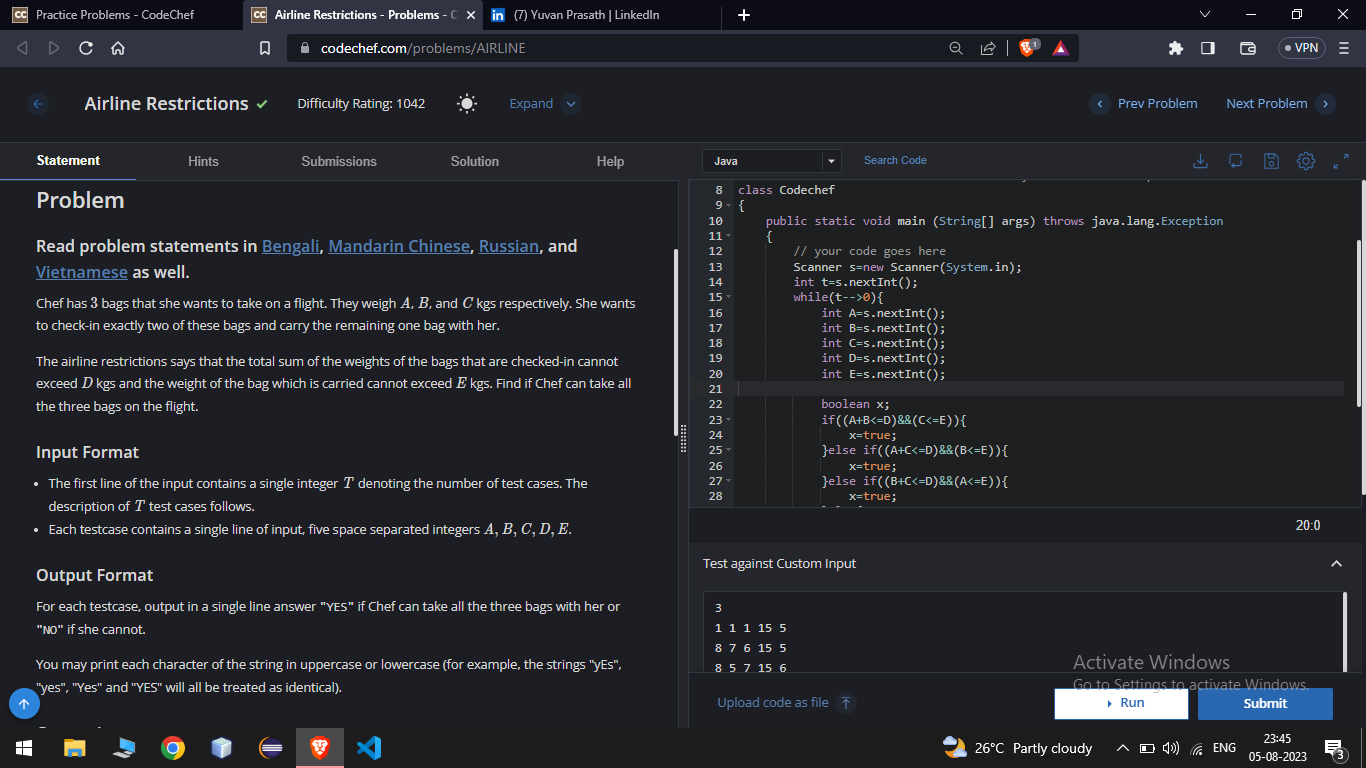 Practice Problems - CodeChef
Airline Restrictions - Problems - C
(7) Yuvan Prasath | LinkedIn
codechef.com/problems/AIRLINE
1
VPN
Airline Restrictions
Difficulty Rating: 1042
Expand
Prev Problem
Next Problem
Statement
Hints
Submissions
Solution
Help
Problem
Read problem statements in Bengali, Mandarin Chinese, Russian, and
Vietnamese as well.
Chef has 3 bags that she wants to take on a flight. They weigh A, B, and C kgs respectively. She wants
to check-in exactly two of these bags and carry the remaining one bag with her.
The airline restrictions says that the total sum of the weights of the bags that are checked-in cannot
exceed D kgs and the weight of the bag which is carried cannot exceed E kgs. Find if Chef can take all
the three bags on the flight.
Input Format
• The first line of the input contains a single integer T denoting the number of test cases. The
description of T test cases follows.
• Each testcase contains a single line of input, five space separated integers A, B, C, D, E.
Output Format
For each testcase, output in a single line answer "YES" if Chef can take all the three bags with her or
"NO" if she cannot.
You may print each character of the string in uppercase or lowercase (for example, the strings "yEs",
"yes", "Yes" and "YES" will all be treated as identical).
Java
Search Code
8 class Codechef
9 {
10 public static void main (String[] args) throws java.lang.Exception
11 {
12 // your code goes here
13 Scanner s=new Scanner(System.in);
14 int t=s.nextInt();
15 while(t-->0){
16 int A=s.nextInt();
17 int B=s.nextInt();
18 int C=s.nextInt();
19 int D=s.nextInt();
20 int E=s.nextInt();
21
22 boolean x;
23 if((A+B<=D)&&(C<=E)){
24 x=true;
25 }else if((A+C<=D)&&(B<=E)){
26 x=true;
27 }else if((B+C<=D)&&(A<=E)){
28 x=true;
20:0
Test against Custom Input
3
1 1 1 15 5
8 7 6 15 5
8 5 7 15 6
Activate Windows
Go to Settings to activate Windows.
Upload code as file
Run
Submit
26°C Partly cloudy
ENG
23:45
05-08-2023
3